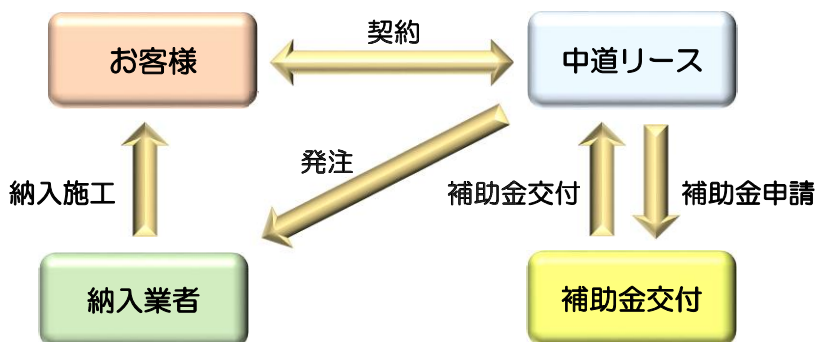 契約
お客様
中道リース
発注
納入施工
補助金交付
補助金申請
納入業者
補助金交付